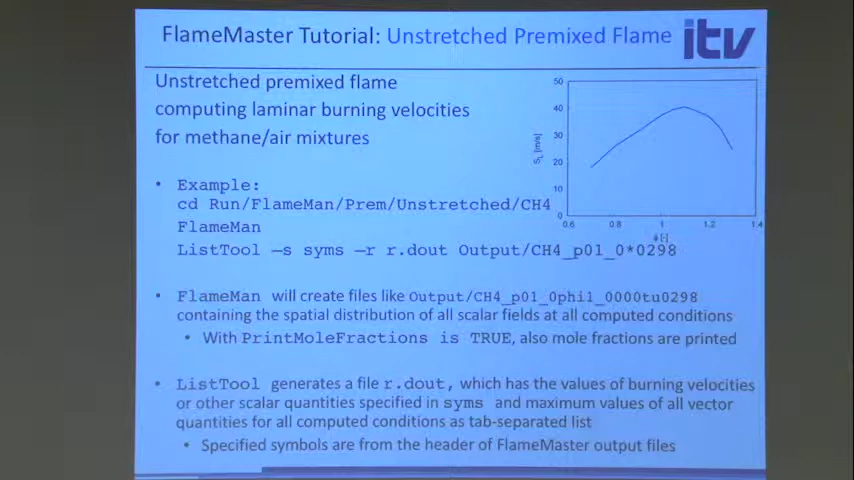 FlameMaster Tutorial: Unstretched Premixed Flame
itv
Unstretched premixed flame
computing laminar burning velocities
for methane/air mixtures
50
40
30
20
10
0
S_L [m/s]
0.6 0.8 1 1.2 1.4
ϕ [-]
• Example:
cd Run/FlameMan/Prem/Unstretched/CH4
FlameMan
ListTool –s syms –r r.dout Output/CH4_p01_0*0298
• FlameMan will create files like Output/CH4_p01_0phi1_0000tu0298
containing the spatial distribution of all scalar fields at all computed conditions
• With PrintMoleFractions is TRUE, also mole fractions are printed
• ListTool generates a file r.dout, which has the values of burning velocities
or other scalar quantities specified in syms and maximum values of all vector
quantities for all computed conditions as tab-separated list
• Specified symbols are from the header of FlameMaster output files